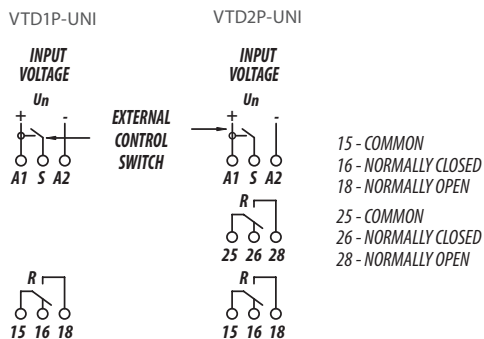 VTD1P-UNI
VTD2P-UNI
INPUT
VOLTAGE
Un
+ -
A1 S A2
EXTERNAL
CONTROL
SWITCH
INPUT
VOLTAGE
Un
+ -
A1 S A2
R
25 26 28
15 - COMMON
16 - NORMALLY CLOSED
18 - NORMALLY OPEN
25 - COMMON
26 - NORMALLY CLOSED
28 - NORMALLY OPEN
R
15 16 18
R
15 16 18